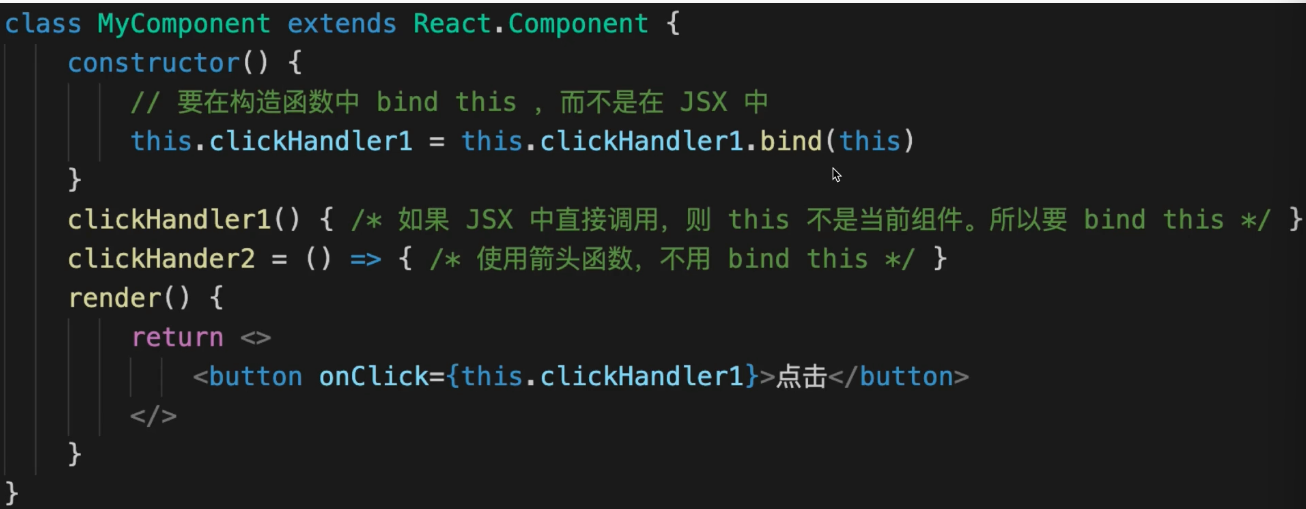 class MyComponent extends React.Component {
constructor() {
// 要在构造函数中 bind this ，而不是在 JSX 中
this.clickHandler1 = this.clickHandler1.bind(this)
}
clickHandler1() { /* 如果 JSX 中直接调用，则 this 不是当前组件。所以要 bind this */ }
clickHander2 = () => { /* 使用箭头函数，不用 bind this */ }
render() {
return <>
<button onClick={this.clickHandler1}>点击</button>
</>
}
}